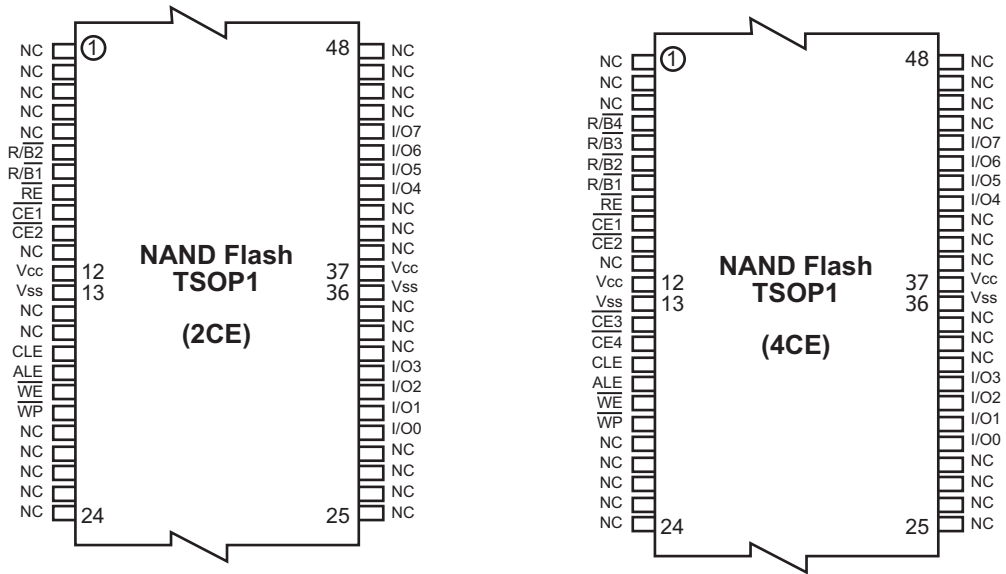 NC 1 48 NC
NC NC
NC NC
NC NC
NC I/O7
R/B2 I/O6
R/B1 I/O5
RE I/O4
CE1 NC
CE2 NC
NC NC
Vcc 12 37 Vcc
Vss 13 36 Vss
NC NC
NC NC
CLE NC
ALE I/O3
WE I/O2
WP I/O1
NC I/O0
NC NC
NC NC
NC NC
NC 24 25 NC
NAND Flash
TSOP1
(2CE)
NC 1 48 NC
NC NC
NC NC
R/B4 NC
R/B3 I/O7
R/B2 I/O6
R/B1 I/O5
RE I/O4
CE1 NC
CE2 NC
NC NC
Vcc 12 37 Vcc
Vss 13 36 Vss
CE3 NC
CE4 NC
CLE NC
ALE I/O3
WE I/O2
WP I/O1
NC I/O0
NC NC
NC NC
NC NC
NC 24 25 NC
NAND Flash
TSOP1
(4CE)